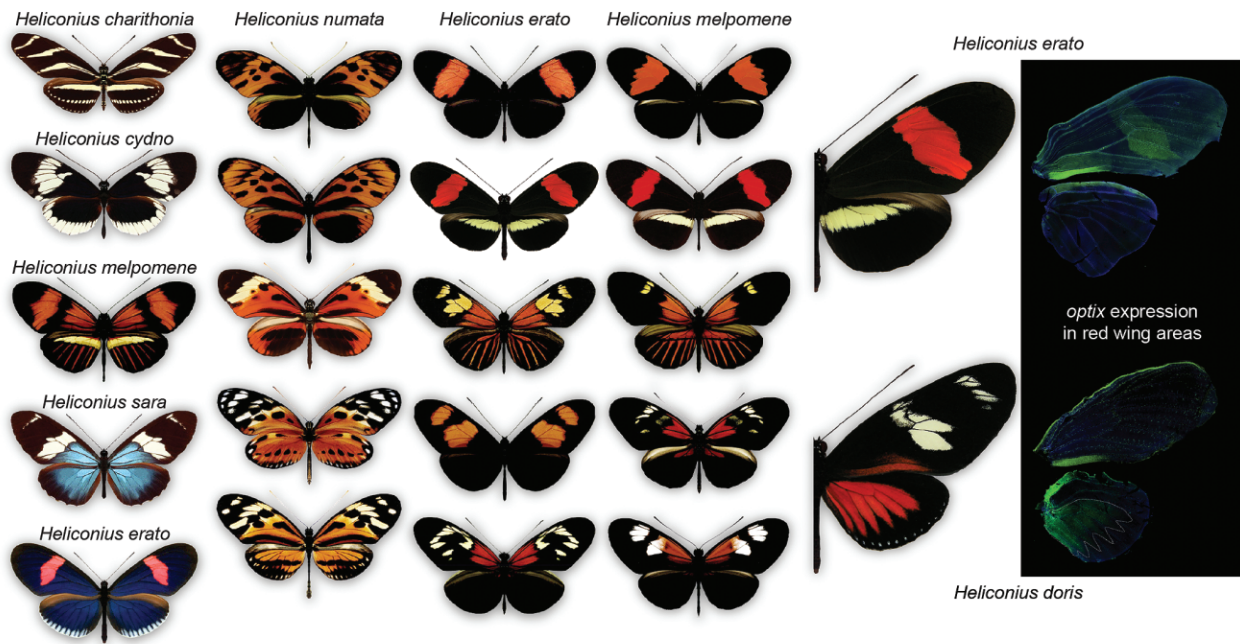 Heliconius charithonia
Heliconius numata
Heliconius erato
Heliconius melpomene
Heliconius erato
Heliconius cydno
Heliconius melpomene
optix expression
in red wing areas
Heliconius sara
Heliconius erato
Heliconius doris